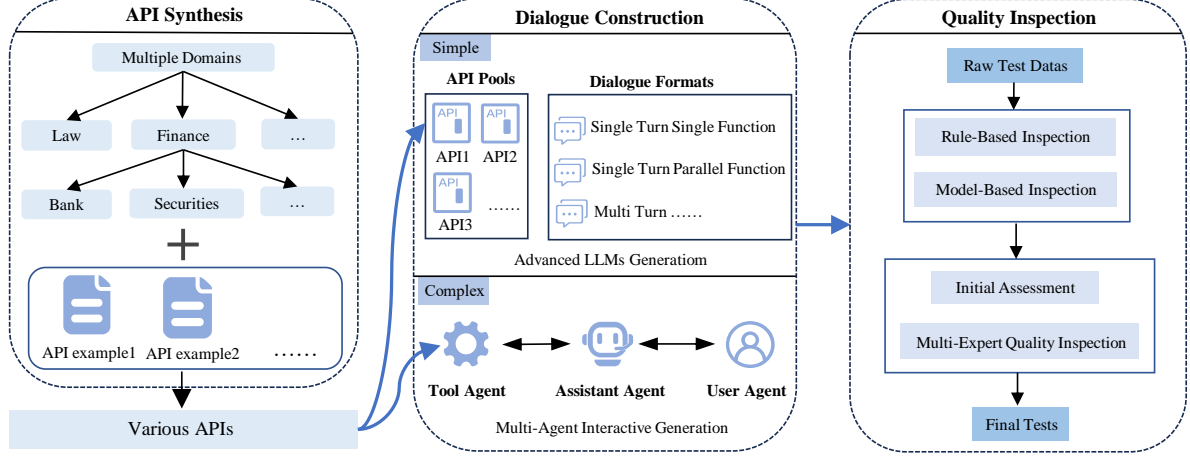 API Synthesis
Multiple Domains
Law
Finance
…
Bank
Securities
…
+
API example1
API example2
……
Various APIs
Dialogue Construction
Simple
API Pools
API
API
API1
API2
API
API3
……
Dialogue Formats
Single Turn Single Function
Single Turn Parallel Function
Multi Turn ……
Advanced LLMs Generatiom
Complex
Tool Agent
Assistant Agent
User Agent
Multi-Agent Interactive Generation
Quality Inspection
Raw Test Datas
Rule-Based Inspection
Model-Based Inspection
Initial Assessment
Multi-Expert Quality Inspection
Final Tests